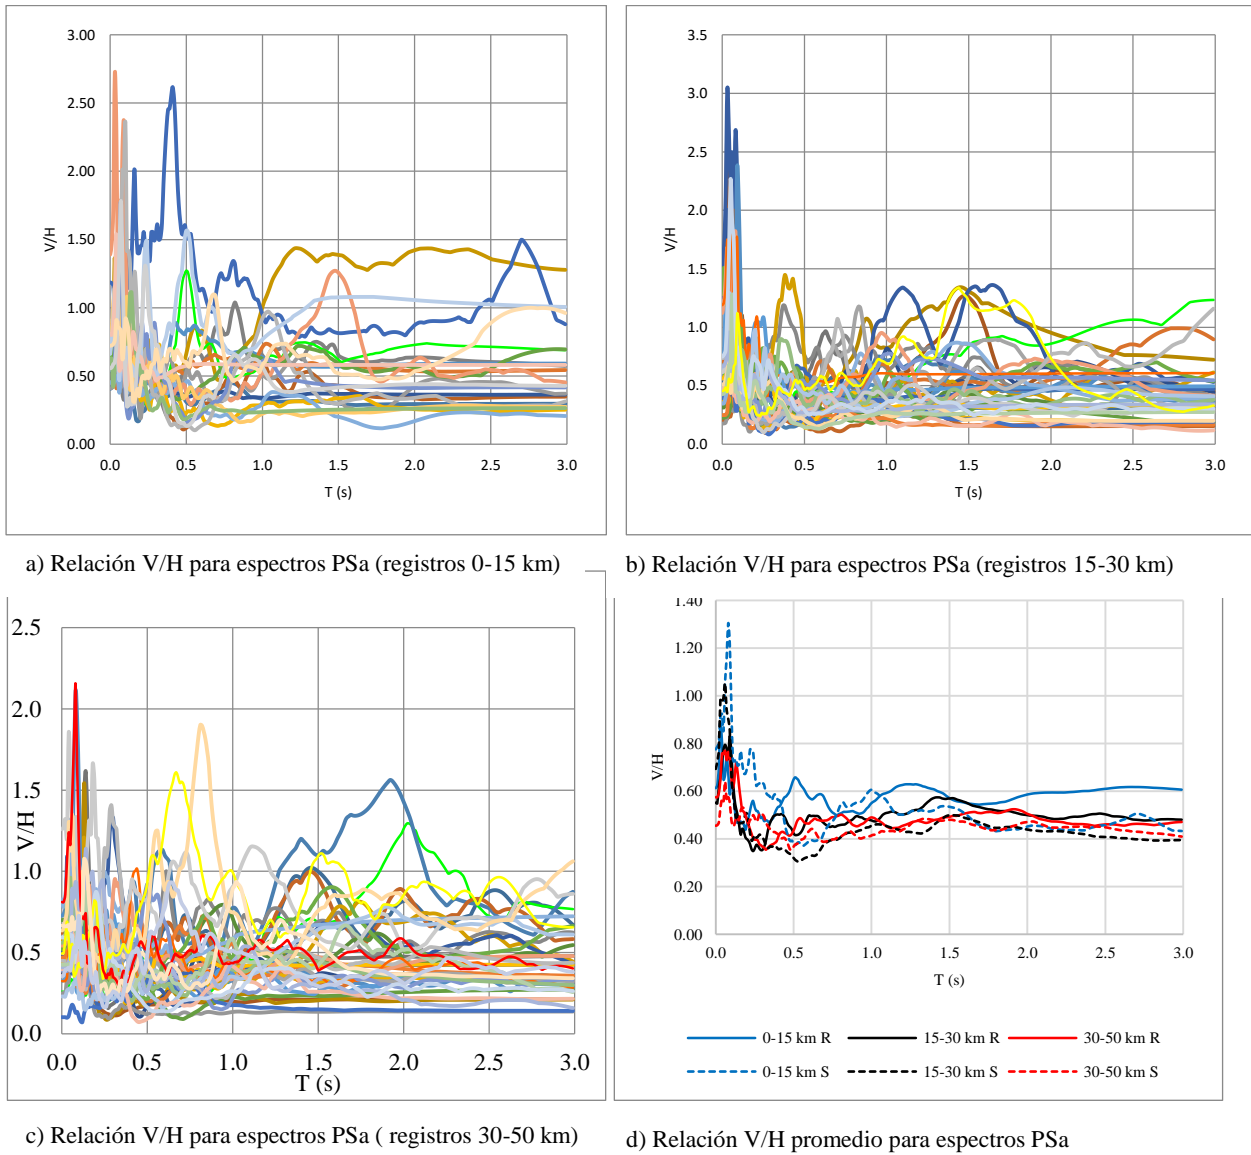 3.00
2.50
2.00
1.50
1.00
0.50
0.00
V/H
0.0 0.5 1.0 1.5 2.0 2.5 3.0
T (s)
a) Relación V/H para espectros PSa (registros 0-15 km)
3.5
3.0
2.5
2.0
1.5
1.0
0.5
0.0
V/H
0.0 0.5 1.0 1.5 2.0 2.5 3.0
T (s)
b) Relación V/H para espectros PSa (registros 15-30 km)
2.5
2.0
1.5
1.0
0.5
0.0
V/H
0.0 0.5 1.0 1.5 2.0 2.5 3.0
T (s)
c) Relación V/H para espectros PSa ( registros 30-50 km)
1.40
1.20
1.00
0.80
0.60
0.40
0.20
0.00
V/H
0.0 0.5 1.0 1.5 2.0 2.5 3.0
T (s)
0-15 km R 15-30 km R 30-50 km R
0-15 km S 15-30 km S 30-50 km S
d) Relación V/H promedio para espectros PSa